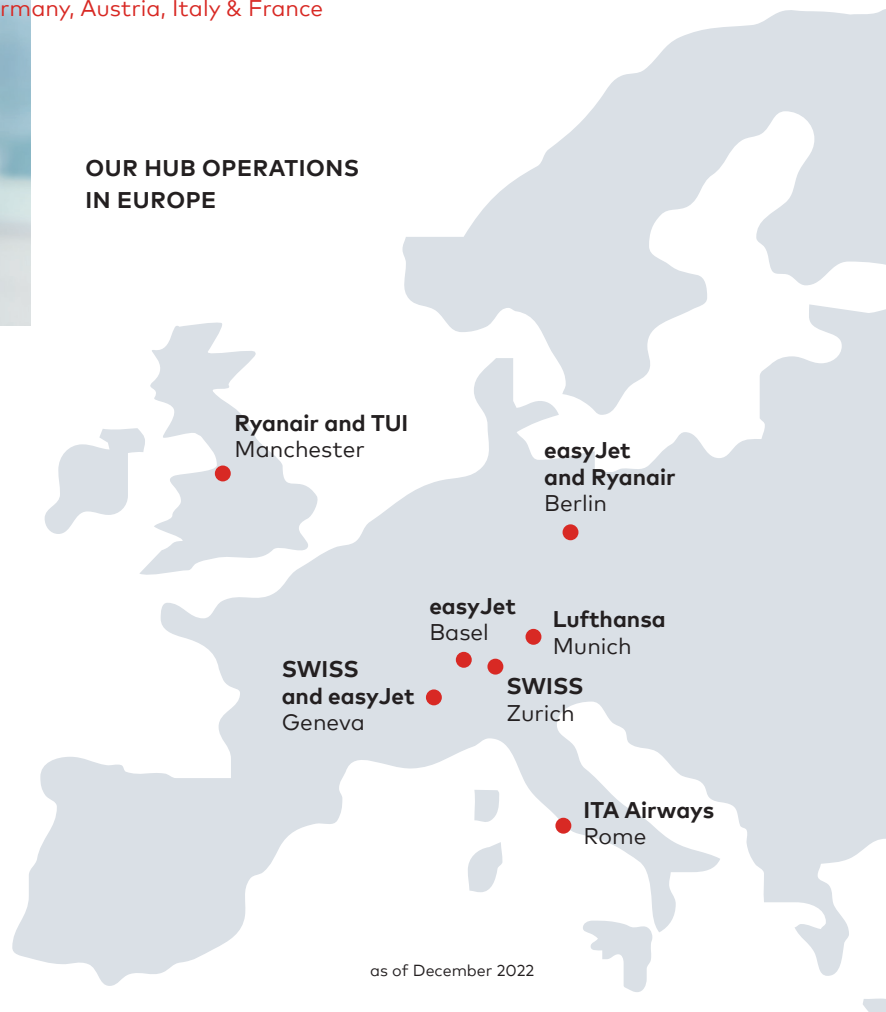 rmany, Austria, Italy & France
OUR HUB OPERATIONS
IN EUROPE
Ryanair and TUI
Manchester
easyJet
and Ryanair
Berlin
easyJet
Basel
Lufthansa
Munich
SWISS
and easyJet
Geneva
SWISS
Zurich
ITA Airways
Rome
as of December 2022